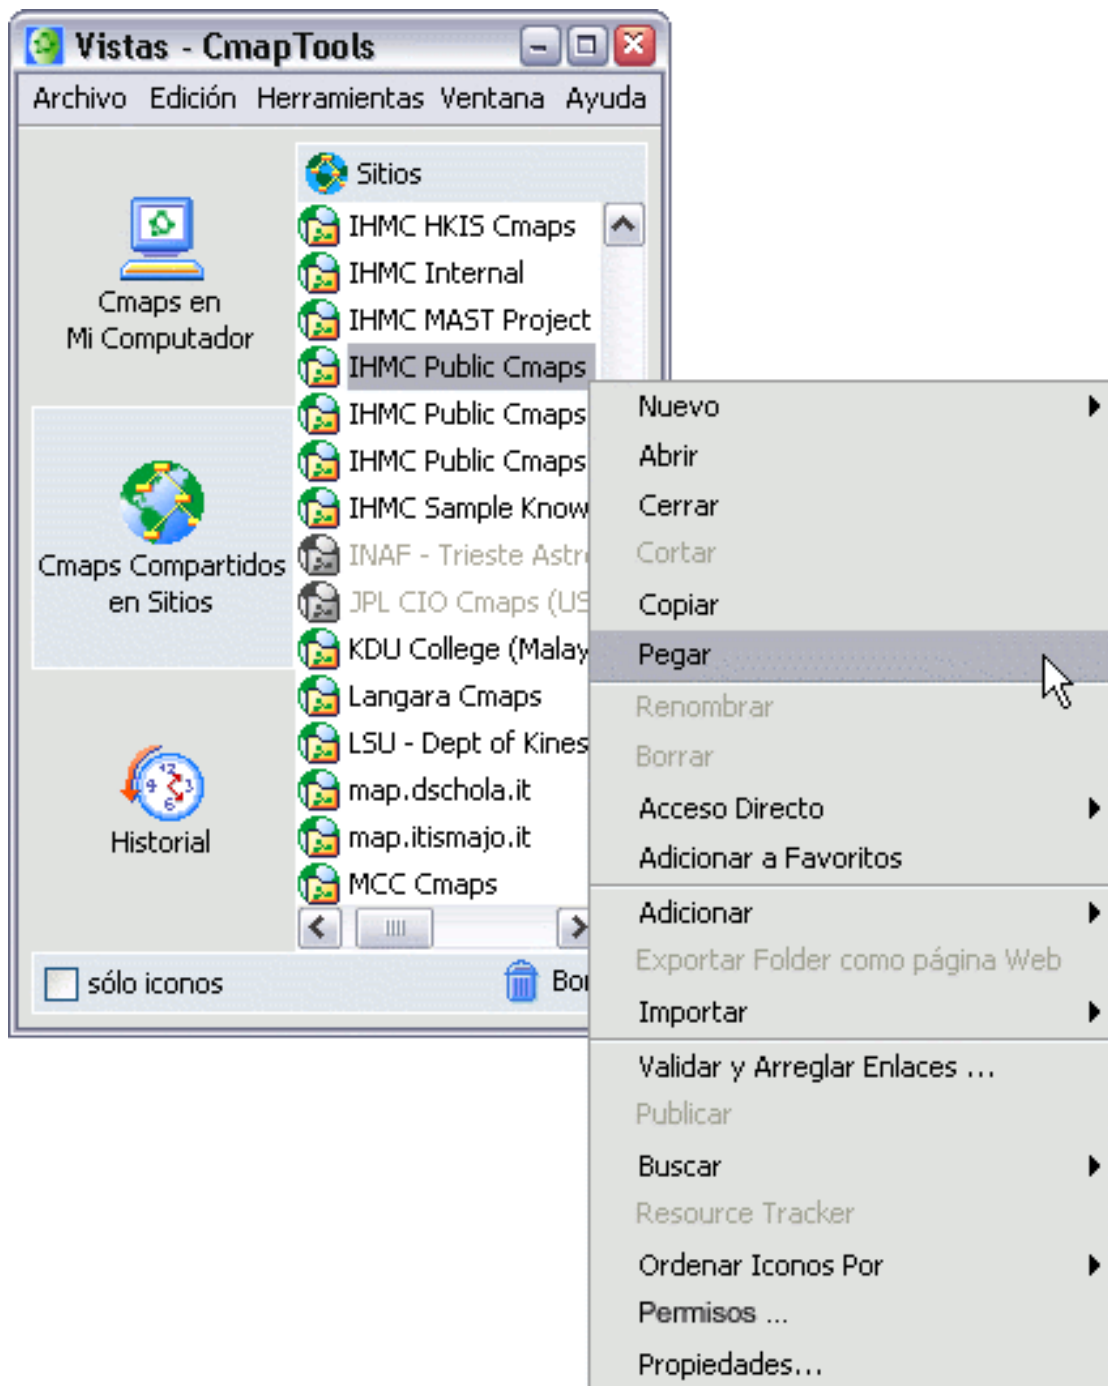 Vistas - CmapTools
Archivo Edición Herramientas Ventana Ayuda
Cmaps en
Mi Computador
Cmaps Compartidos
en Sitios
Historial
Sitios
IHMC HKIS Cmaps
IHMC Internal
IHMC MAST Project
IHMC Public Cmaps
IHMC Public Cmaps
IHMC Public Cmaps
IHMC Sample Know
INAF - Trieste Astr
JPL CIO Cmaps (US
KDU College (Malay
Langara Cmaps
LSU - Dept of Kines
map.dschola.it
map.itismajo.it
MCC Cmaps
sólo iconos
Nuevo
Abrir
Cerrar
Cortar
Copiar
Pegar
Renombrar
Borrar
Acceso Directo
Adicionar a Favoritos
Adicionar
Exportar Folder como página Web
Importar
Validar y Arreglar Enlaces ...
Publicar
Buscar
Resource Tracker
Ordenar Iconos Por
Permisos ...
Propiedades...